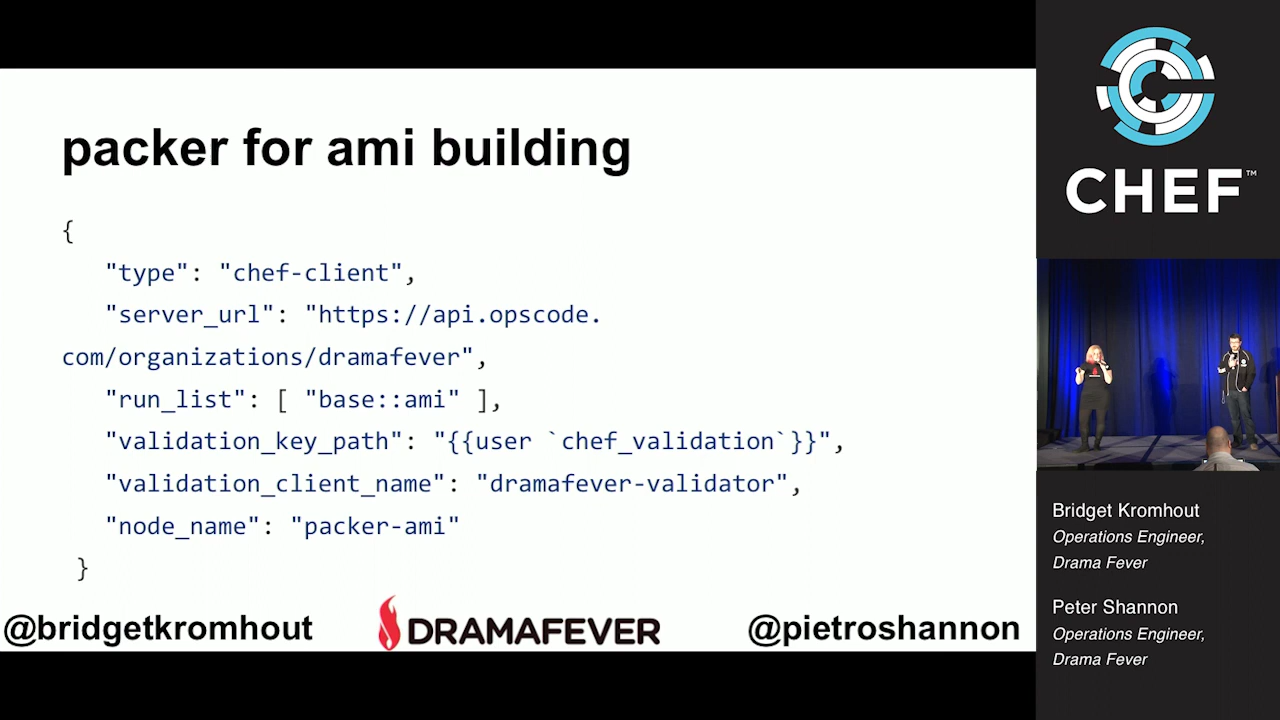 packer for ami building
{
"type": "chef-client",
"server_url": "https://api.opscode.
com/organizations/dramafever",
"run_list": [ "base::ami" ],
"validation_key_path": "{{user `chef_validation`}}",
"validation_client_name": "dramafever-validator",
"node_name": "packer-ami"
}
@bridgetkromhout
DRAMAFEVER
@pietroshannon
CHEF™
Bridget Kromhout
Operations Engineer,
Drama Fever
Peter Shannon
Operations Engineer,
Drama Fever